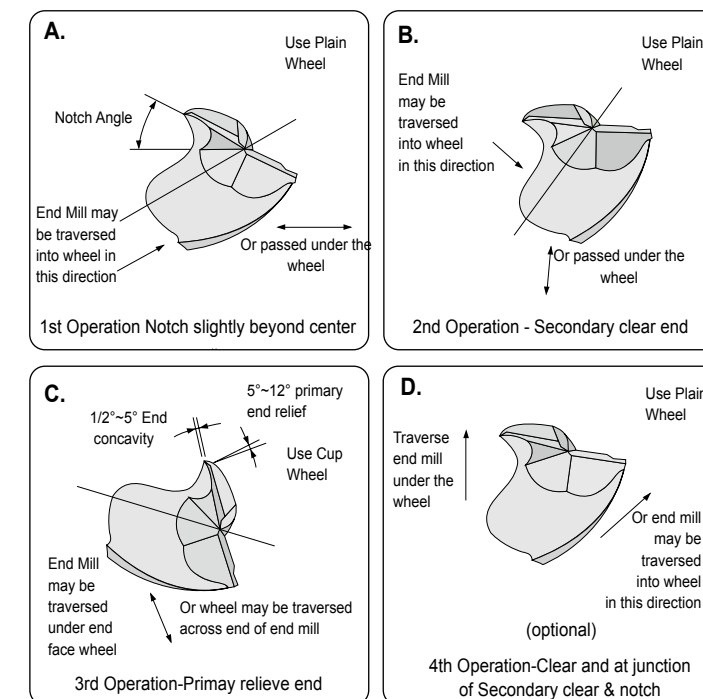 A.
Use Plain
Wheel
Notch Angle
End Mill may
be traversed
into wheel in
this direction
Or passed under the
wheel
1st Operation Notch slightly beyond center
B.
Use Plain
Wheel
End Mill
may be
traversed
into wheel
in this direction
Or passed under the
wheel
2nd Operation - Secondary clear end
C.
1/2°~5° End
concavity
5°~12° primary
end relief
Use Cup
Wheel
End Mill
may be
traversed
under end
face wheel
Or wheel may be traversed
across end of end mill
3rd Operation-Primay relieve end
D.
Use Plain
Wheel
Traverse
end mill
under the
wheel
Or end mill
may be
traversed
into wheel
in this direction
(optional)
4th Operation-Clear and at junction
of Secondary clear & notch